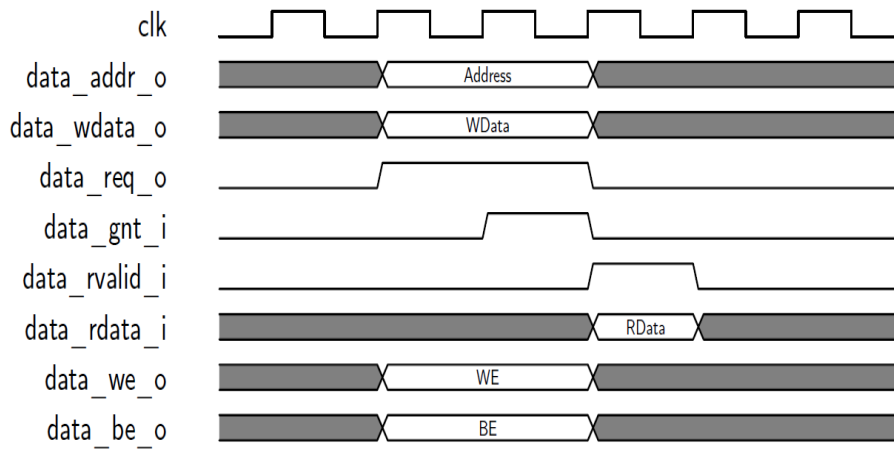 clk
data_addr_o Address
data_wdata_o WData
data_req_o
data_gnt_i
data_rvalid_i
data_rdata_i RData
data_we_o WE
data_be_o BE